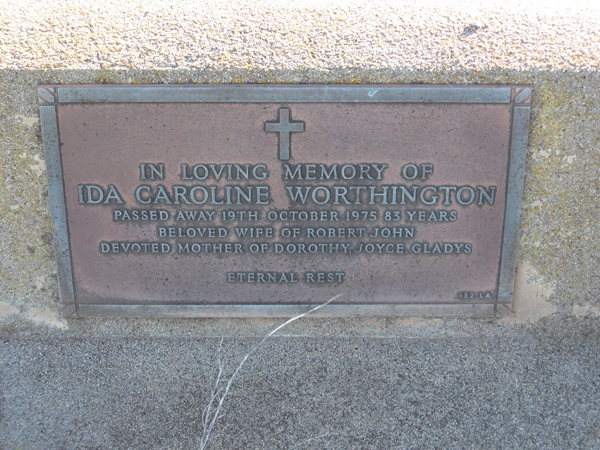 IN LOVING MEMORY OF
IDA CAROLINE WORTHINGTON
PASSED AWAY 19TH OCTOBER 1975 83 YEARS
BELOVED WIFE OF ROBERT JOHN
DEVOTED MOTHER OF DOROTHY, JOYCE, GLADYS
ETERNAL REST